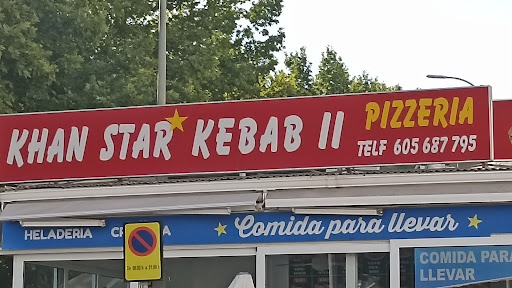 KHAN STAR KEBAB II PIZZERIA
TELF 605 687 795
HELADERIA
Comida para llevar
COMIDA PARA
LLEVAR